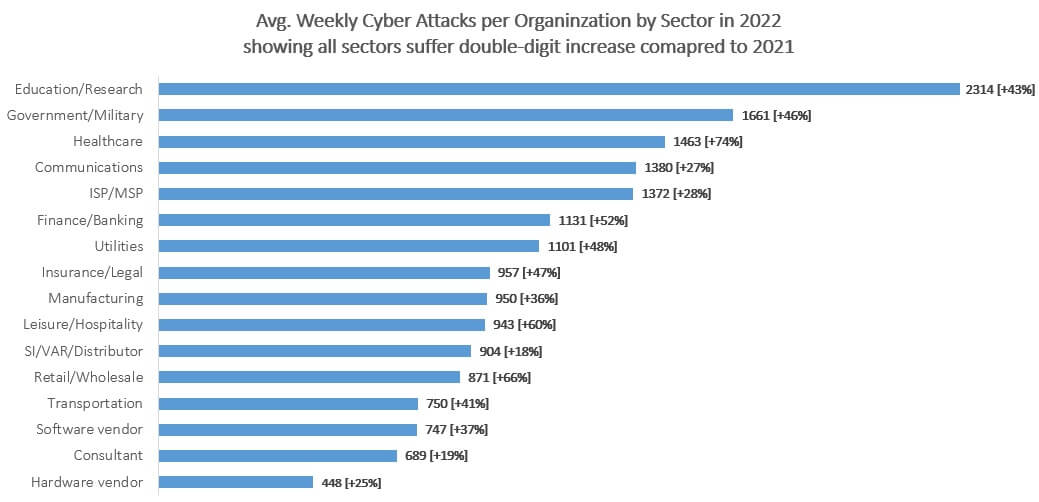 Avg. Weekly Cyber Attacks per Organinzation by Sector in 2022
showing all sectors suffer double-digit increase comapred to 2021
Education/Research 2314 [+43%]
Government/Military 1661 [+46%]
Healthcare 1463 [+74%]
Communications 1380 [+27%]
ISP/MSP 1372 [+28%]
Finance/Banking 1131 [+52%]
Utilities 1101 [+48%]
Insurance/Legal 957 [+47%]
Manufacturing 950 [+36%]
Leisure/Hospitality 943 [+60%]
SI/VAR/Distributor 904 [+18%]
Retail/Wholesale 871 [+66%]
Transportation 750 [+41%]
Software vendor 747 [+37%]
Consultant 689 [+19%]
Hardware vendor 448 [+25%]